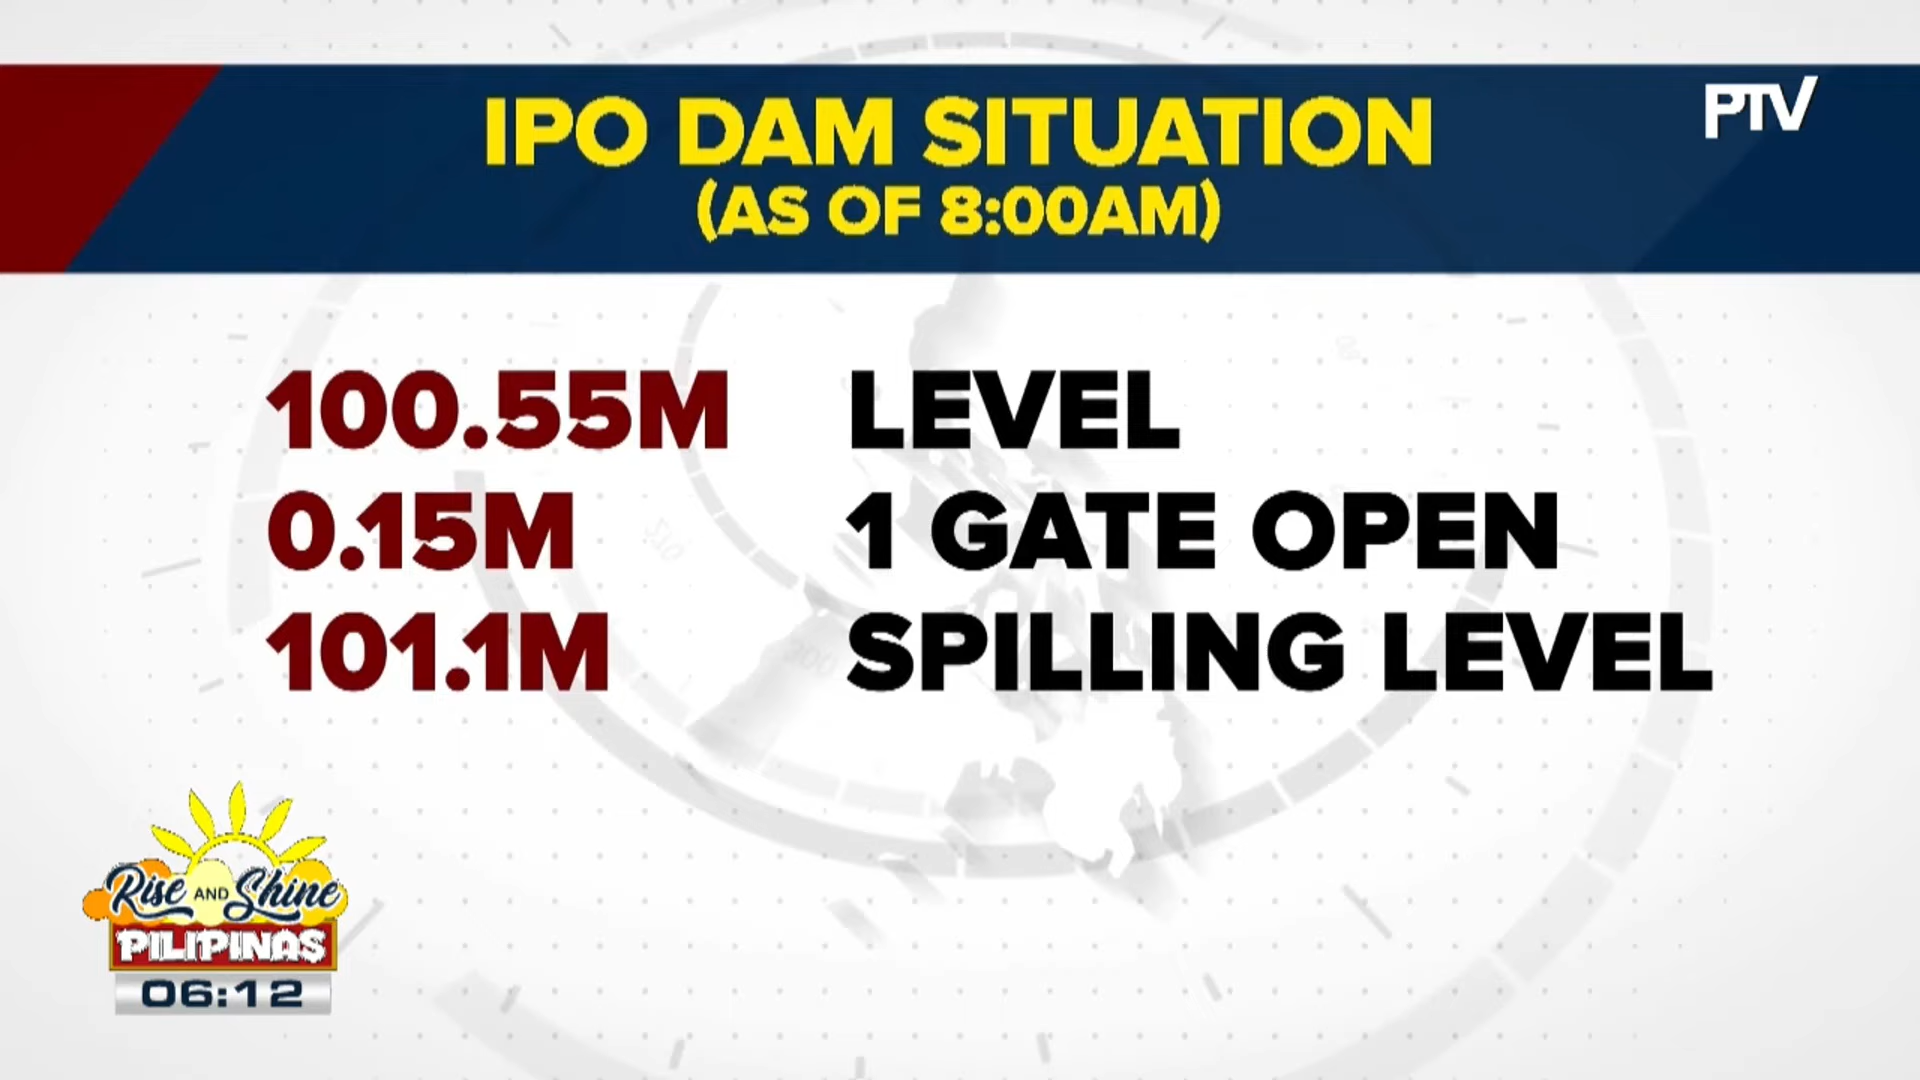 IPO DAM SITUATION
(AS OF 8:00AM)
PTV
100.55M LEVEL
0.15M 1 GATE OPEN
101.1M SPILLING LEVEL
Rise AND Shine
PILIPINAS
06:12